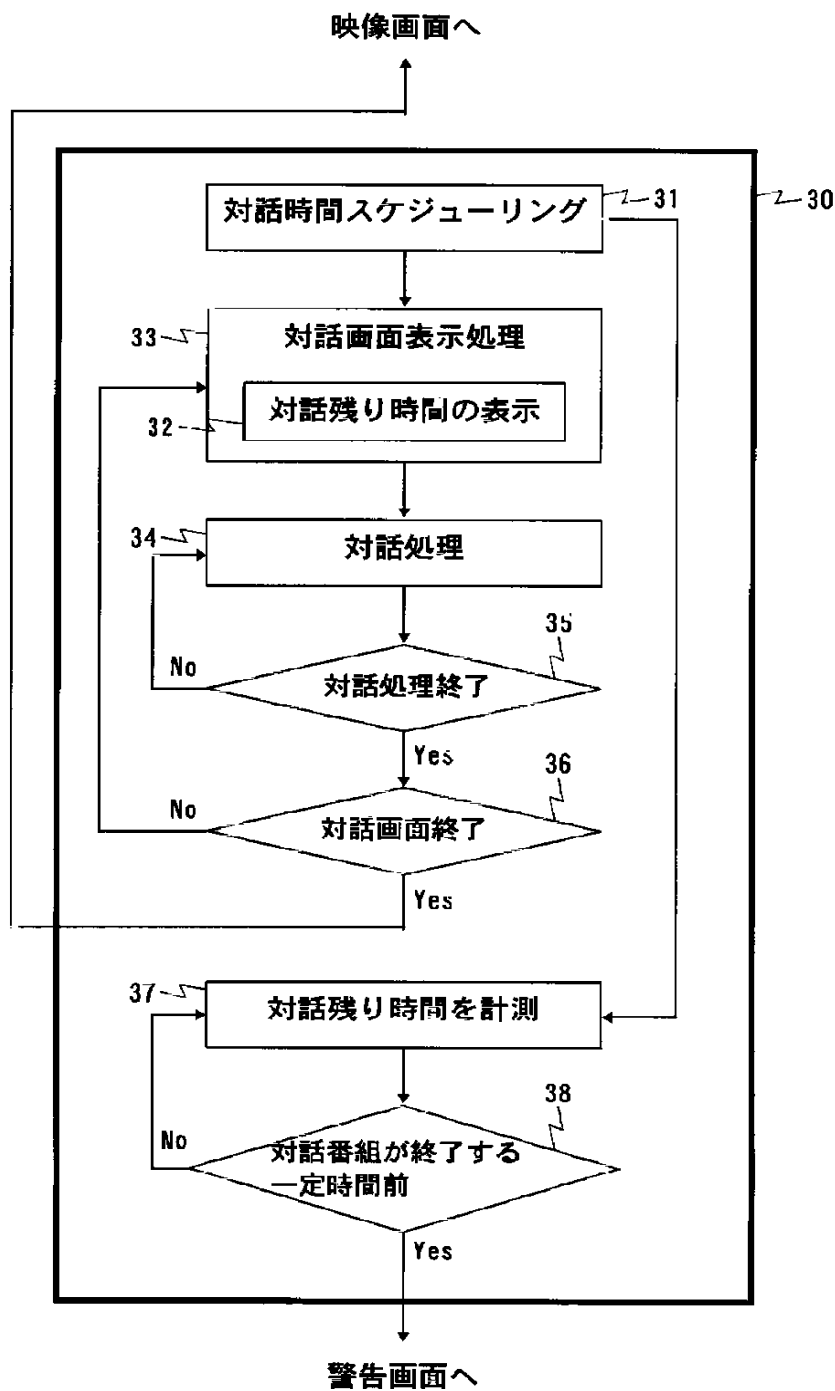 映像画面へ
対話時間スケジューリング
31
30
33
対話画面表示処理
32
対話残り時間の表示
34
対話処理
35
No
対話処理終了
Yes
36
No
対話画面終了
Yes
37
対話残り時間を計測
38
No
対話番組が終了する
一定時間前
Yes
警告画面へ